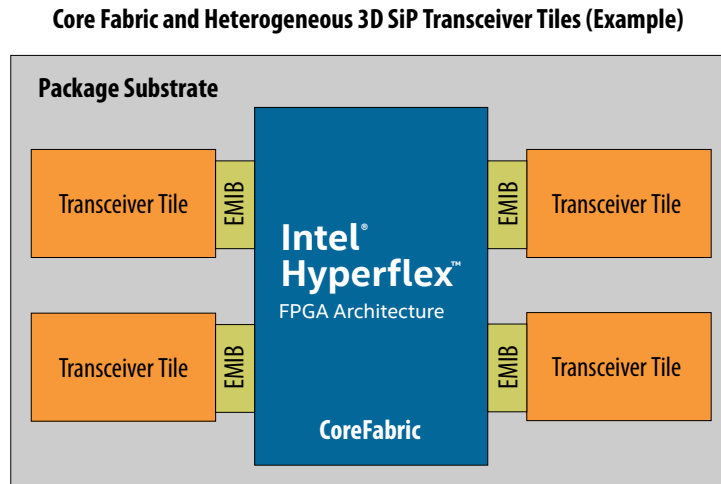 Core Fabric and Heterogeneous 3D SiP Transceiver Tiles (Example)
Package Substrate
Transceiver Tile
EMIB
EMIB
Transceiver Tile
Intel®
Hyperflex™
FPGA Architecture
Transceiver Tile
EMIB
EMIB
Transceiver Tile
CoreFabric